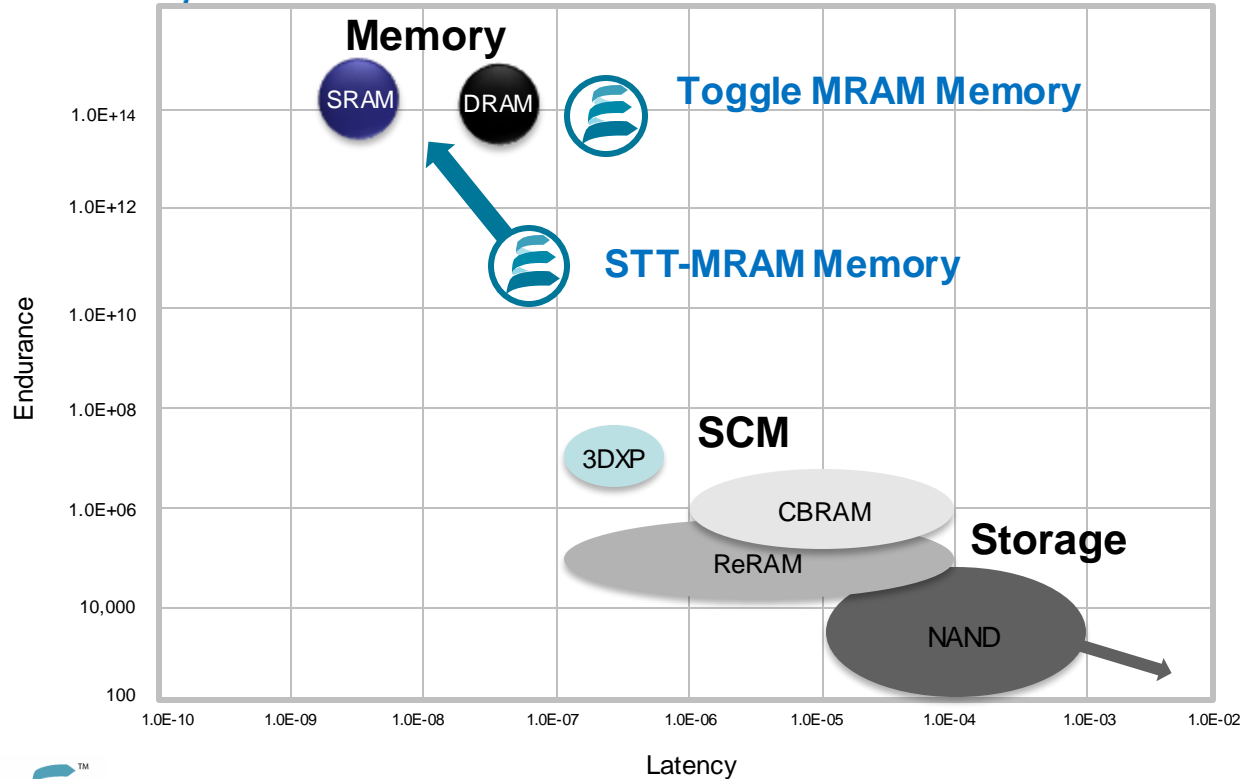 Memory
SRAM
DRAM
Toggle MRAM Memory
1.0E+14
1.0E+12
STT-MRAM Memory
1.0E+10
Endurance
1.0E+08
SCM
3DXP
1.0E+06
CBRAM
Storage
ReRAM
10,000
NAND
100
1.0E-10 1.0E-09 1.0E-08 1.0E-07 1.0E-06 1.0E-05 1.0E-04 1.0E-03 1.0E-02
Latency
TM